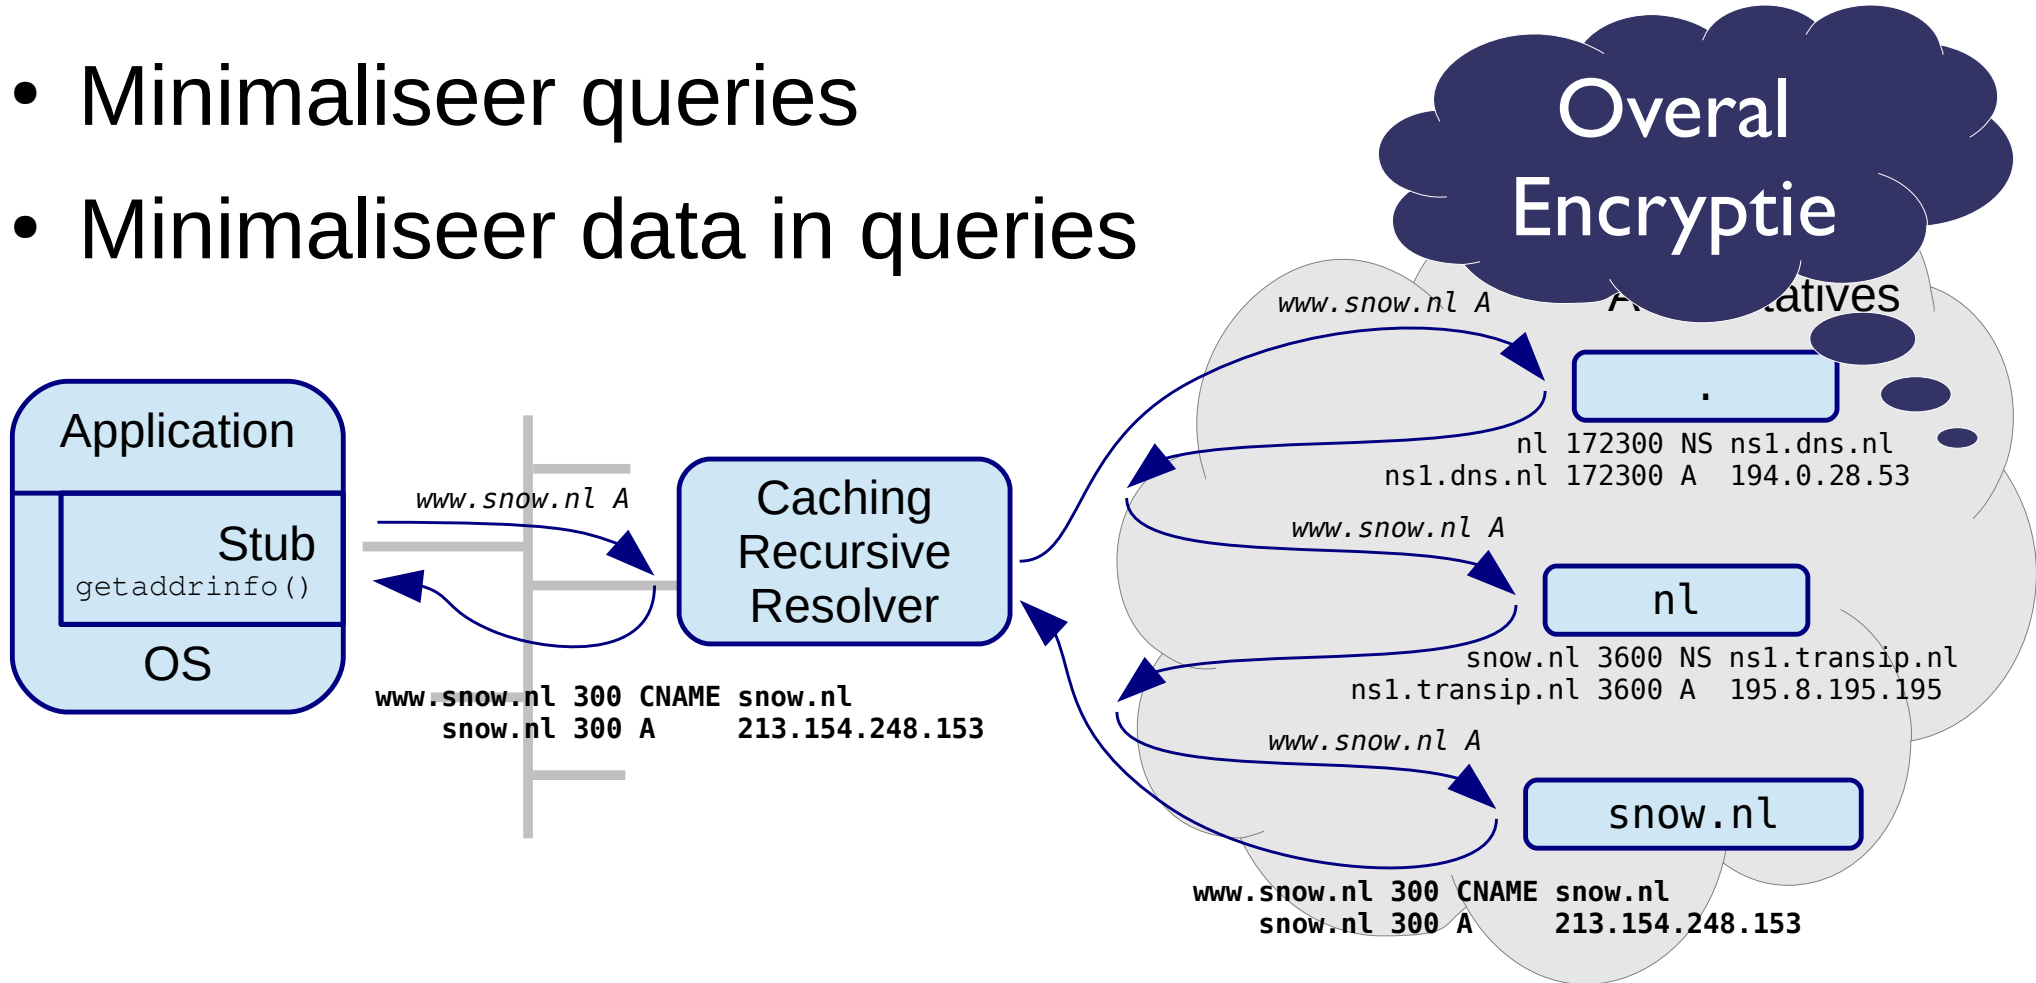 • Minimaliseer queries
• Minimaliseer data in queries
Overal
Encryptie
www.snow.nl A
.
nl 172300 NS ns1.dns.nl
ns1.dns.nl 172300 A 194.0.28.53
Application
Stub
getaddrinfo()
OS
www.snow.nl A
Caching
Recursive
Resolver
www.snow.nl A
nl
snow.nl 3600 NS ns1.transip.nl
ns1.transip.nl 3600 A 195.8.195.195
www.snow.nl 300 CNAME snow.nl
snow.nl 300 A 213.154.248.153
www.snow.nl A
snow.nl
www.snow.nl 300 CNAME snow.nl
snow.nl 300 A 213.154.248.153